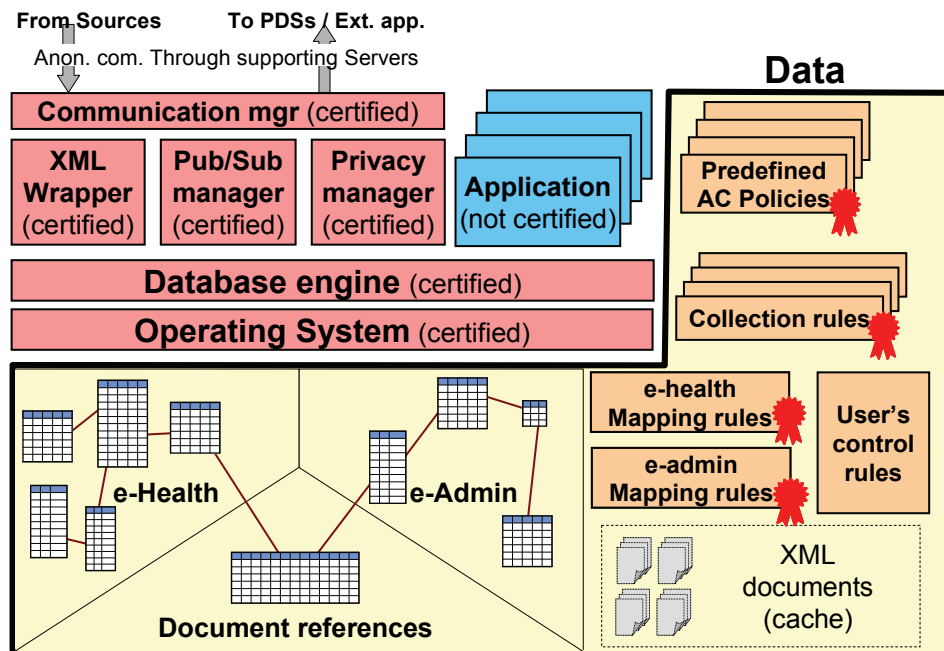 From Sources
To PDSs / Ext. app.
Anon. com. Through supporting Servers
Data
Communication mgr (certified)
XML
Wrapper
(certified)
Pub/Sub
manager
(certified)
Privacy
manager
(certified)
Application
(not certified)
Predefined
AC Policies
Database engine (certified)
Collection rules
Operating System (certified)
e-health
Mapping rules
User's
control
rules
e-admin
Mapping rules
e-Health
e-Admin
Document references
XML
documents
(cache)